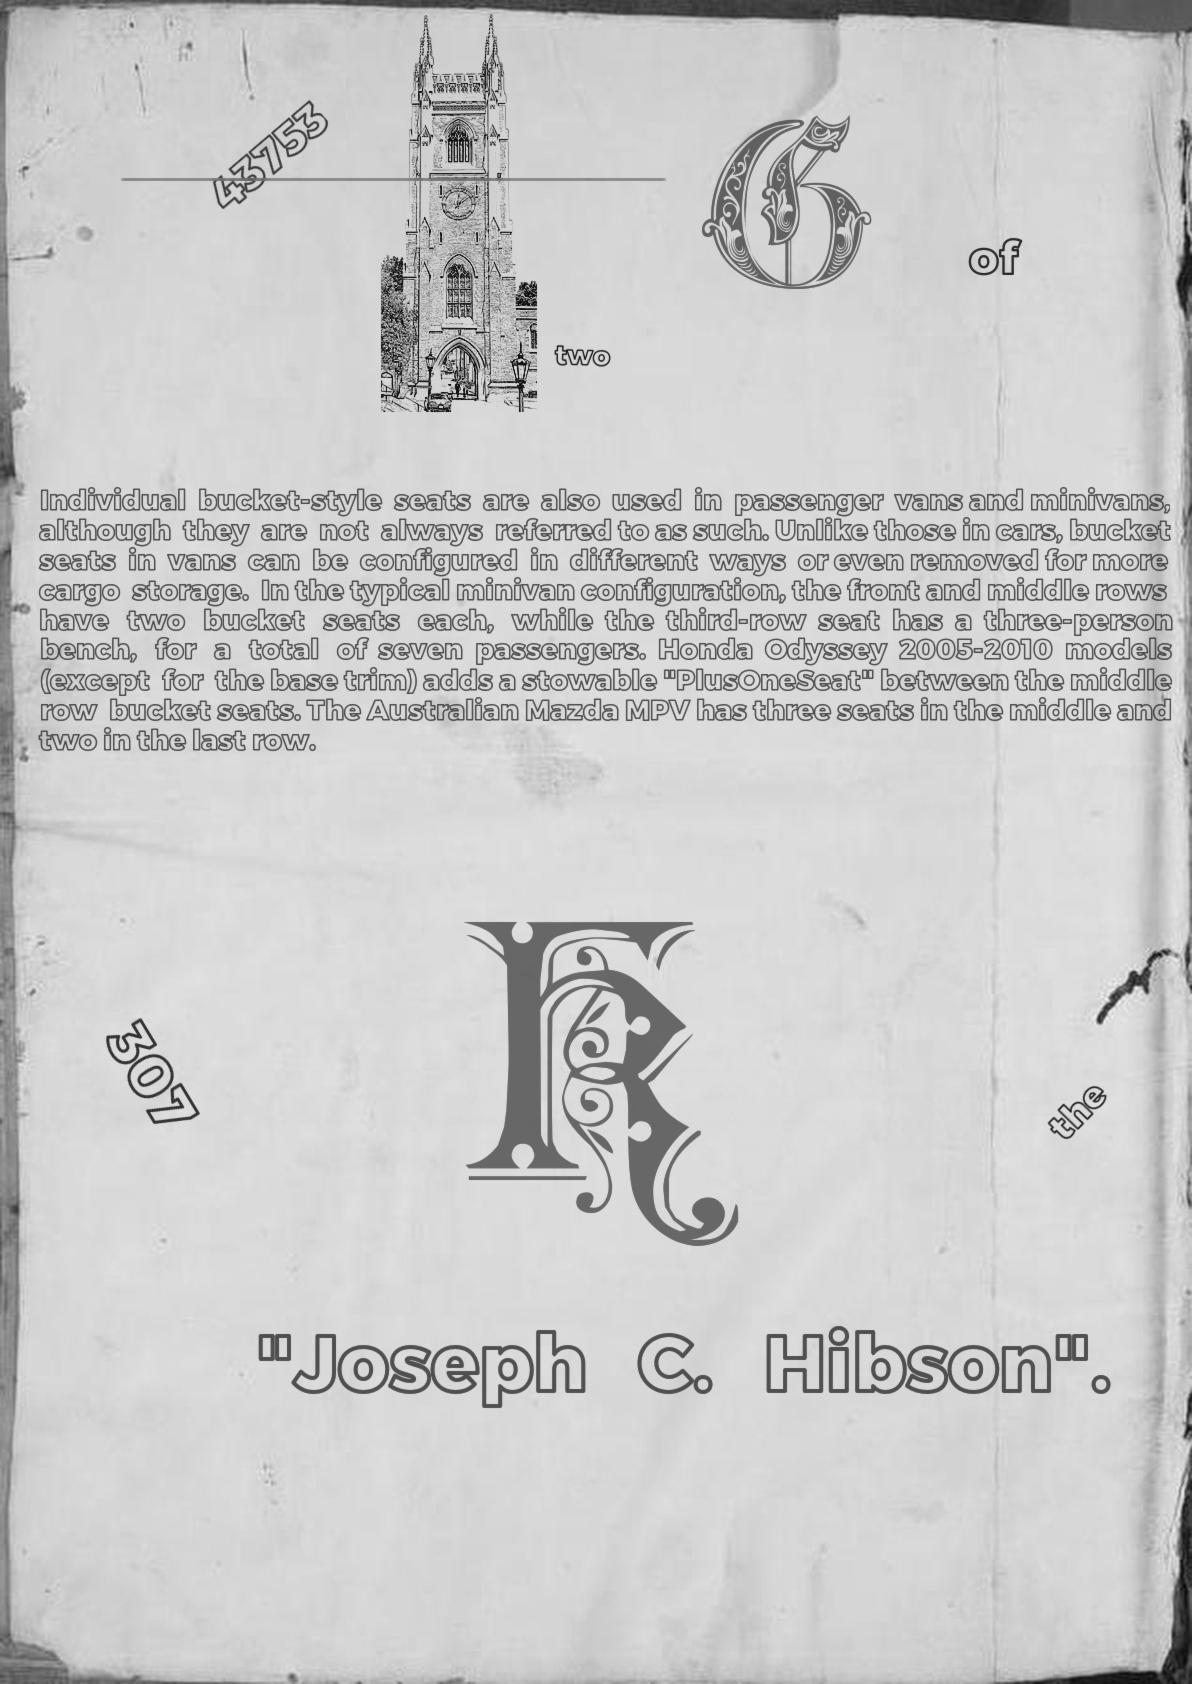 43753
6
of
two
Individual bucket-style seats are also used in passenger vans and minivans,
although they are not always referred to as such. Unlike those in cars, bucket
seats in vans can be configured in different ways or even removed for more
cargo storage. In the typical minivan configuration, the front and middle rows
have two bucket seats each, while the third-row seat has a three-person
bench, for a total of seven passengers. Honda Odyssey 2005-2010 models
(except for the base trim) adds a stowable "PlusOneSeat" between the middle
row bucket seats. The Australian Mazda MPV has three seats in the middle and
two in the last row.
R
307
the
"Joseph C. Hibson".